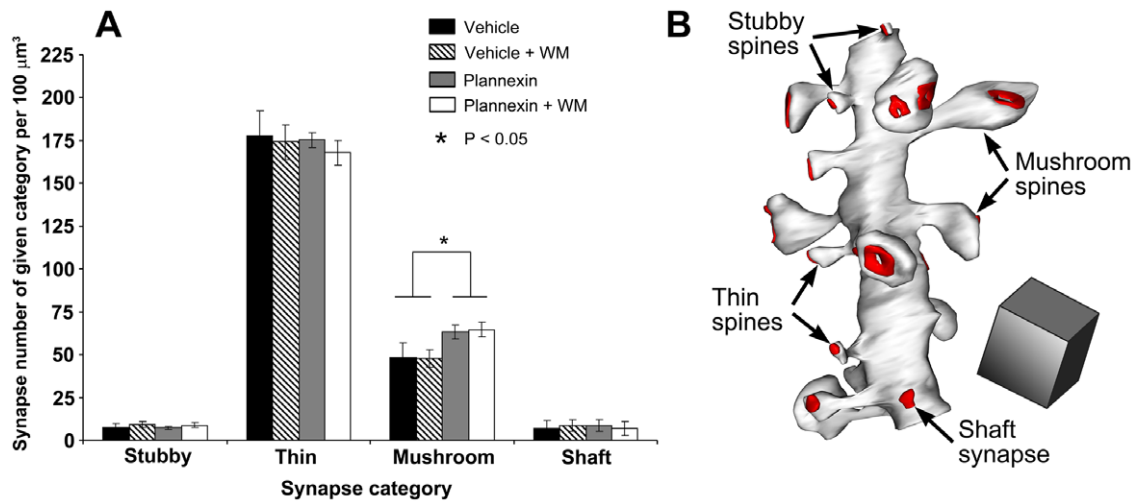 A
Synapse number of given category per 100 μm³
225
200
175
150
125
100
75
50
25
0
Vehicle
Vehicle + WM
Plannexin
Plannexin + WM
* P < 0.05
*
Stubby
Thin
Mushroom
Shaft
Synapse category
B
Stubby
spines
Mushroom
spines
Thin
spines
Shaft
synapse